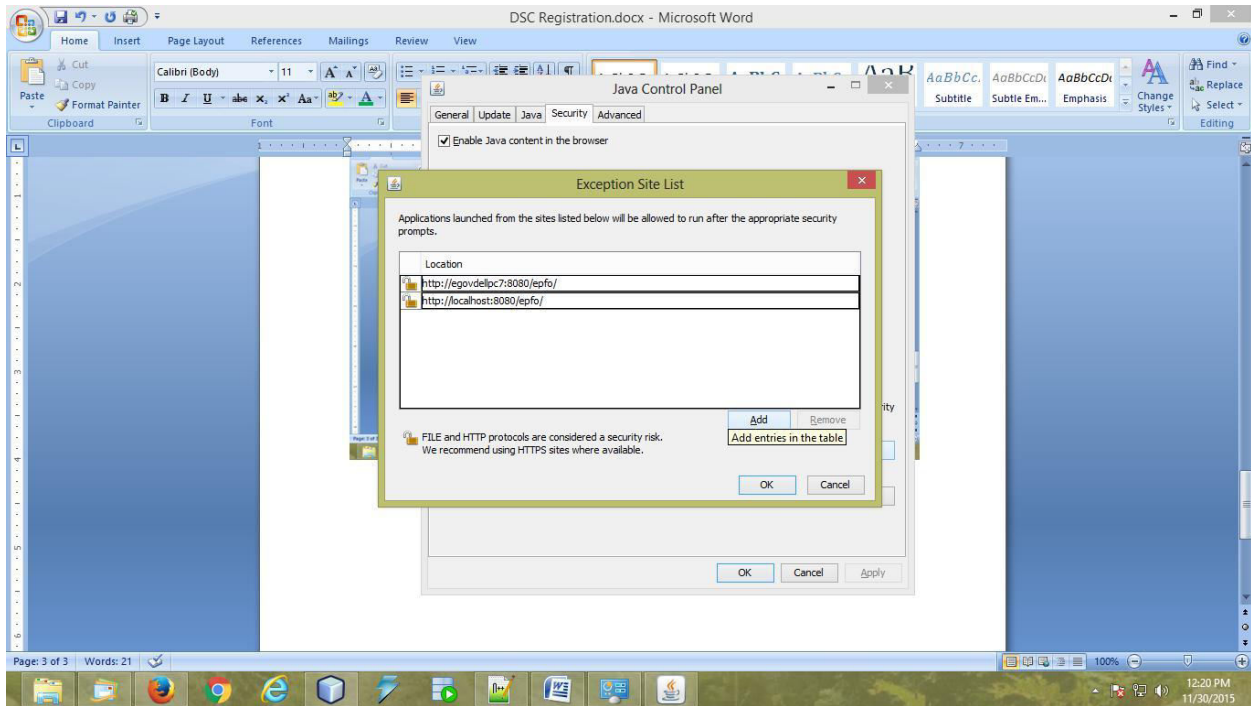 DSC Registration.docx - Microsoft Word
Home Insert Page Layout References Mailings Review View
Cut
Copy
Format Painter
Paste
Clipboard
Calibri (Body) 11
Font
AaBbCc. AaBbCcDc AaBbCcDc
Subtitle Subtle Em... Emphasis
Change Styles
Find
Replace
Select
Editing
Java Control Panel
General Update Java Security Advanced
Enable Java content in the browser
Exception Site List
Applications launched from the sites listed below will be allowed to run after the appropriate security
prompts.
Location
http://egovdellpc7:8080/epfo/
http://localhost:8080/epfo/
Add Remove
Add entries in the table
FILE and HTTP protocols are considered a security risk.
We recommend using HTTPS sites where available.
OK Cancel
OK Cancel Apply
Page: 3 of 3 Words: 21
100%
12:20 PM
11/30/2015